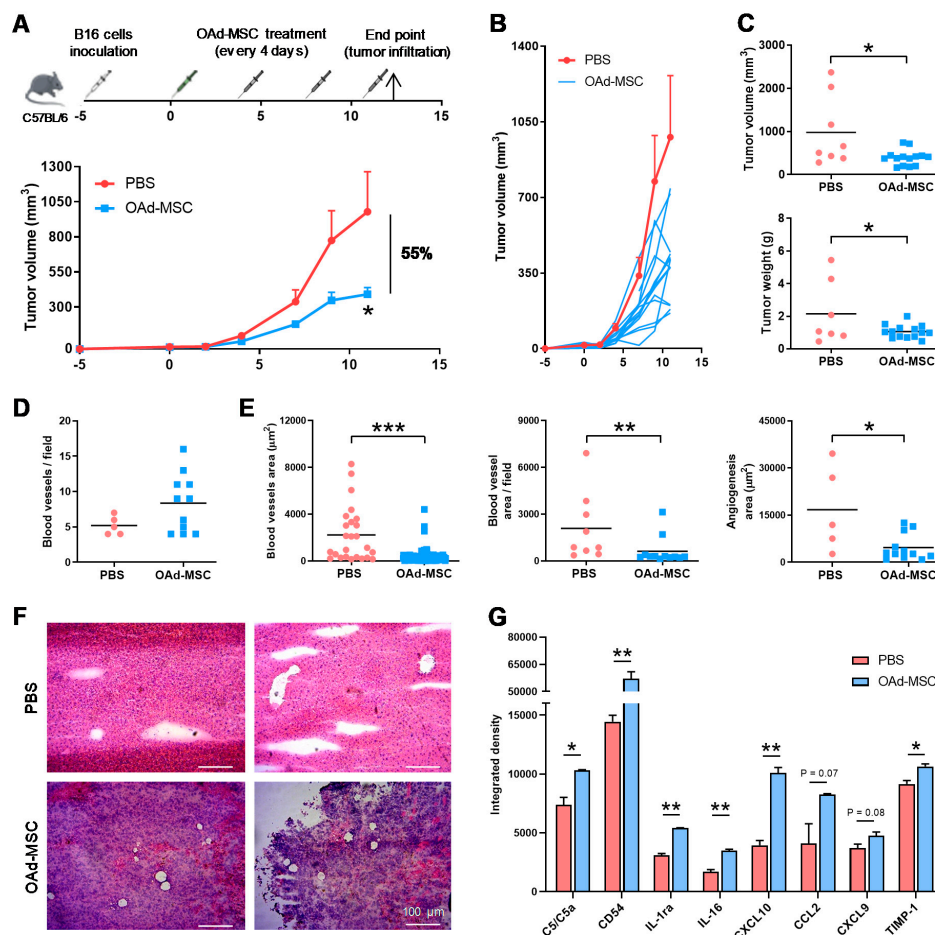 A
B16 cells
inoculation
OAd-MSC treatment
(every 4 days)
End point
(tumor infiltration)
C57BL/6
-5
0
5
10
15
Tumor volume (mm³)
1300
1050
800
550
300
0
PBS
OAd-MSC
55%
*
-5
0
5
10
15
B
Tumor volume (mm³)
1400
1050
700
350
0
PBS
OAd-MSC
-5
0
5
10
15
C
Tumor volume (mm³)
3000
2000
1000
0
*
PBS
OAd-MSC
Tumor weight (g)
8
6
4
2
0
*
PBS
OAd-MSC
D
Blood vessels / field
20
15
10
5
0
PBS
OAd-MSC
E
Blood vessels area (μm²)
12000
8000
4000
0
***
PBS
OAd-MSC
Blood vessel
area / field
9000
6000
3000
0
**
PBS
OAd-MSC
Angiogenesis
area (μm²)
45000
30000
15000
0
*
PBS
OAd-MSC
F
PBS
OAd-MSC
100 μm
G
Integrated density
80000
65000
50000
15000
10000
5000
0
PBS
OAd-MSC
*
**
**
**
**
P = 0.07
P = 0.08
*
C5/C5a
CD54
IL-1ra
IL-16
CXCL10
CCL2
CXCL9
TIMP-1